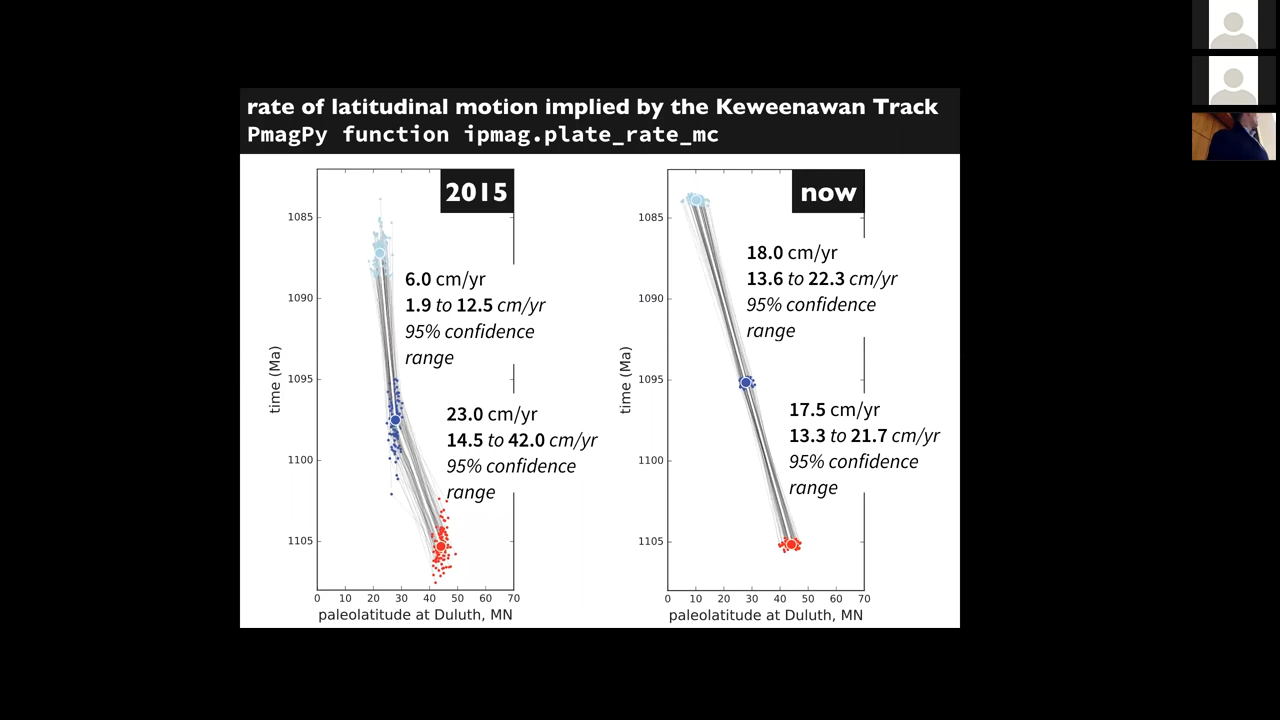 rate of latitudinal motion implied by the Keweenawan Track
PmagPy function ipmag.plate_rate_mc
2015
1085
1090
1095
1100
1105
time (Ma)
6.0 cm/yr
1.9 to 12.5 cm/yr
95% confidence
range
23.0 cm/yr
14.5 to 42.0 cm/yr
95% confidence
range
0 10 20 30 40 50 60 70
paleolatitude at Duluth, MN
now
1085
1090
1095
1100
1105
time (Ma)
18.0 cm/yr
13.6 to 22.3 cm/yr
95% confidence
range
17.5 cm/yr
13.3 to 21.7 cm/yr
95% confidence
range
0 10 20 30 40 50 60 70
paleolatitude at Duluth, MN